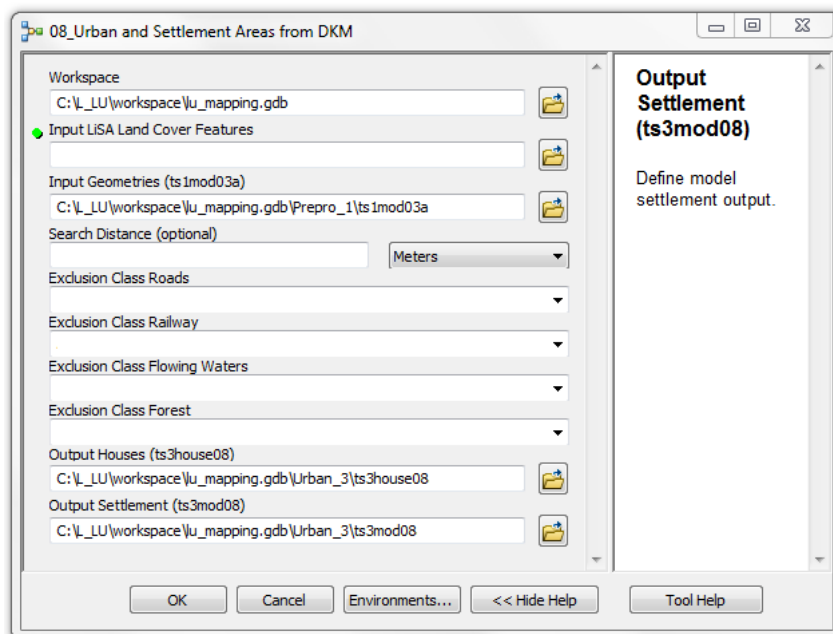 08_Urban and Settlement Areas from DKM
Workspace
C:\L_LU\workspace\lu_mapping.gdb
Input LiSA Land Cover Features
Input Geometries (ts1mod03a)
C:\L_LU\workspace\lu_mapping.gdb\Prepro_1\ts1mod03a
Search Distance (optional)
Meters
Exclusion Class Roads
Exclusion Class Railway
Exclusion Class Flowing Waters
Exclusion Class Forest
Output Houses (ts3house08)
C:\L_LU\workspace\lu_mapping.gdb\Urban_3\ts3house08
Output Settlement (ts3mod08)
C:\L_LU\workspace\lu_mapping.gdb\Urban_3\ts3mod08
Output
Settlement
(ts3mod08)
Define model
settlement output.
OK Cancel Environments... << Hide Help Tool Help